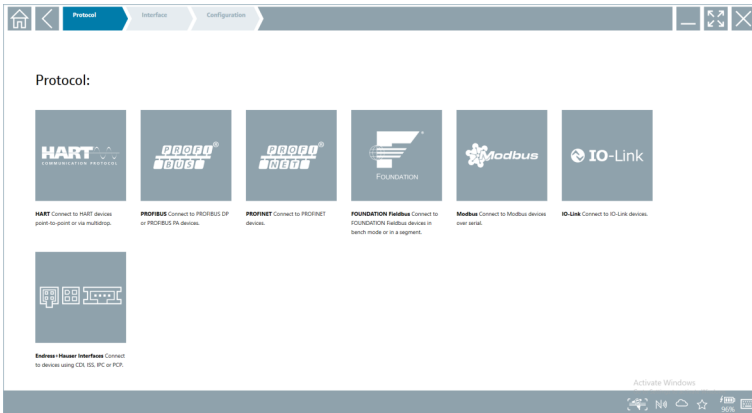 Protocol
Interface
Configuration
Protocol:
HART
COMMUNICATION PROTOCOL
PROFI
BUS
PROFI
NET
FOUNDATION
Modbus
IO-Link
HART Connect to HART devices
point-to-point or via multidrop.
PROFIBUS Connect to PROFIBUS DP
or PROFIBUS PA devices.
PROFINET Connect to PROFINET
devices.
FOUNDATION Fieldbus Connect to
FOUNDATION Fieldbus devices in
bench mode or in a segment.
Modbus Connect to Modbus devices
over serial.
IO-Link Connect to IO-Link devices.
Endress+Hauser Interfaces Connect
to devices using CDI, ISS, IPC or PCP.
Activate Windows
96%